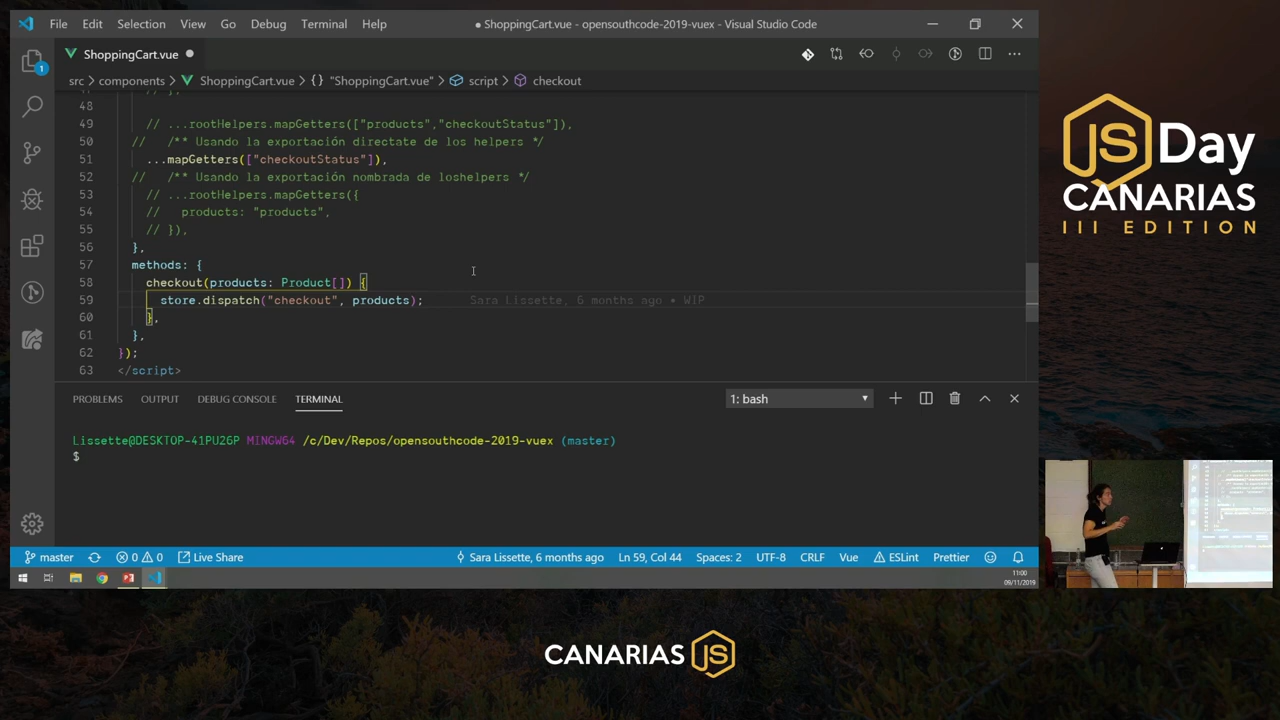 File Edit Selection View Go Debug Terminal Help
● ShoppingCart.vue - opensouthcode-2019-vuex - Visual Studio Code
ShoppingCart.vue ●
src > components > ShoppingCart.vue > {} "ShoppingCart.vue" > script > checkout
48
49 // ...rootHelpers.mapGetters(["products","checkoutStatus"]),
50 // /** Usando la exportación directate de los helpers */
51 ...mapGetters(["checkoutStatus"]),
52 // /** Usando la exportación nombrada de loshelpers */
53 // ...rootHelpers.mapGetters({
54 // products: "products",
55 // }),
56 },
57 methods: {
58 checkout(products: Product[]) {
59 store.dispatch("checkout", products); Sara Lissette, 6 months ago • WIP
60 },
61 },
62 });
63 </script>
PROBLEMS OUTPUT DEBUG CONSOLE TERMINAL 1: bash
Lissette@DESKTOP-41PU26P MINGW64 /c/Dev/Repos/opensouthcode-2019-vuex (master)
$
1
master 0 0 Live Share Sara Lissette, 6 months ago Ln 59, Col 44 Spaces: 2 UTF-8 CRLF Vue ESLint Prettier
11:00
09/11/2019
JS Day
CANARIAS
III EDITION
CANARIAS JS